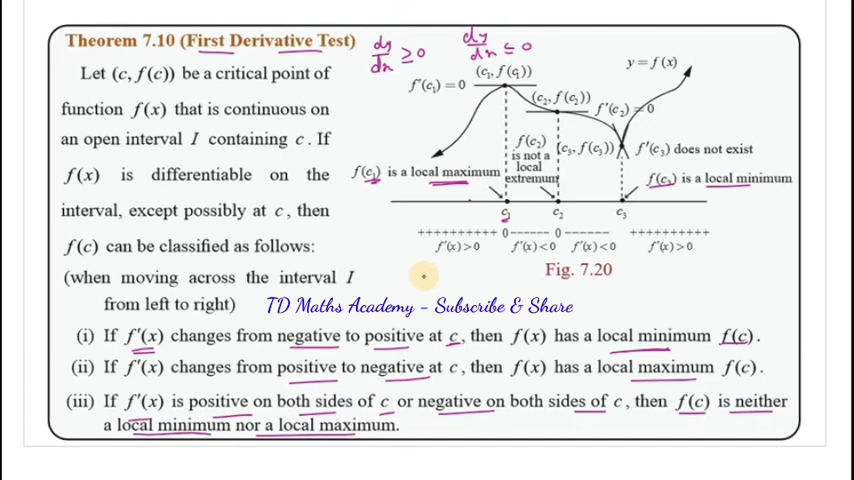 Theorem 7.10 (First Derivative Test)
dy/dx ≥ 0
dy/dx ≤ 0
Let (c, f(c)) be a critical point of
function f(x) that is continuous on
an open interval I containing c. If
f(x) is differentiable on the
interval, except possibly at c, then
f(c) can be classified as follows:
(when moving across the interval I
from left to right)
(c₁, f(c₁))
y = f(x)
f′(c₁) = 0
(c₂, f(c₂))
f′(c₂) = 0
f(c₂)
is not a
local
extremum
(c₃, f(c₃))
f′(c₃) does not exist
f(c₁) is a local maximum
f(c₃) is a local minimum
c₁ c₂ c₃
++++++++++ 0------ 0 ------ ++++++++++
f′(x) > 0 f′(x) < 0 f′(x) < 0 f′(x) > 0
Fig. 7.20
TD Maths Academy - Subscribe & Share
(i) If f′(x) changes from negative to positive at c, then f(x) has a local minimum f(c).
(ii) If f′(x) changes from positive to negative at c, then f(x) has a local maximum f(c).
(iii) If f′(x) is positive on both sides of c or negative on both sides of c, then f(c) is neither
a local minimum nor a local maximum.